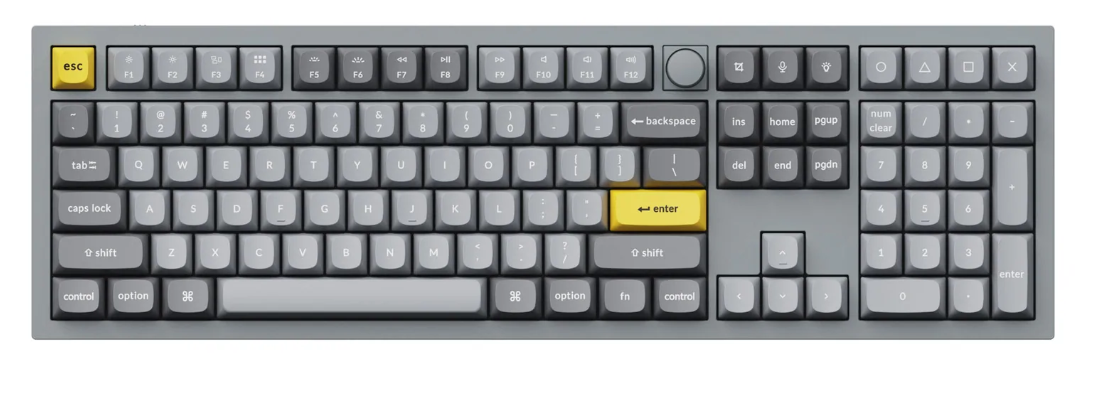 esc F1 F2 F3 F4 F5 F6 F7 F8 F9 F10 F11 F12
~ ! @ # $ % ^ & * ( ) — +
` 1 2 3 4 5 6 7 8 9 0 - = ← backspace ins home pgup num clear / * -
tab Q W E R T Y U I O P { [ } ] | \ del end pgdn 7 8 9 +
caps lock A S D F G H J K L : ; " ' ↵ enter 4 5 6
⇧ shift Z X C V B N M < , > . ? / ⇧ shift ^ 1 2 3 enter
control option ⌘ ⌘ option fn control < ⌄ > 0 .